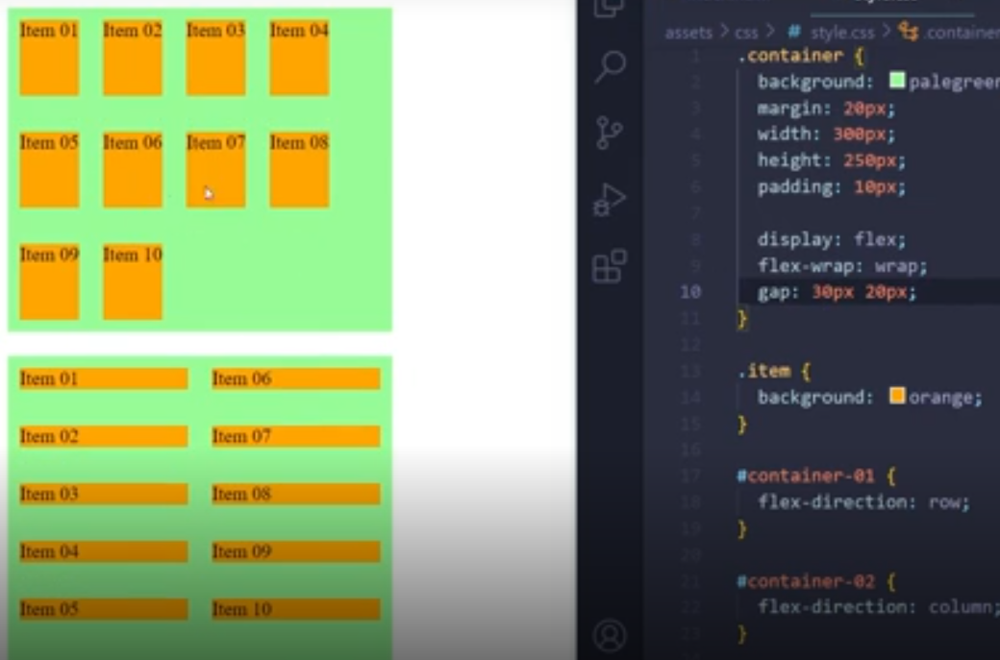 Item 01 Item 02 Item 03 Item 04
Item 05 Item 06 Item 07 Item 08
Item 09 Item 10
Item 01 Item 06
Item 02 Item 07
Item 03 Item 08
Item 04 Item 09
Item 05 Item 10
assets > css > # style.css > .container
1 .container {
2 background: palegreen
3 margin: 20px;
4 width: 300px;
5 height: 250px;
6 padding: 10px;
7
8 display: flex;
9 flex-wrap: wrap;
10 gap: 30px 20px;
11 }
12
13 .item {
14 background: orange;
15 }
16
17 #container-01 {
18 flex-direction: row;
19 }
20
21 #container-02 {
22 flex-direction: column;
23 }